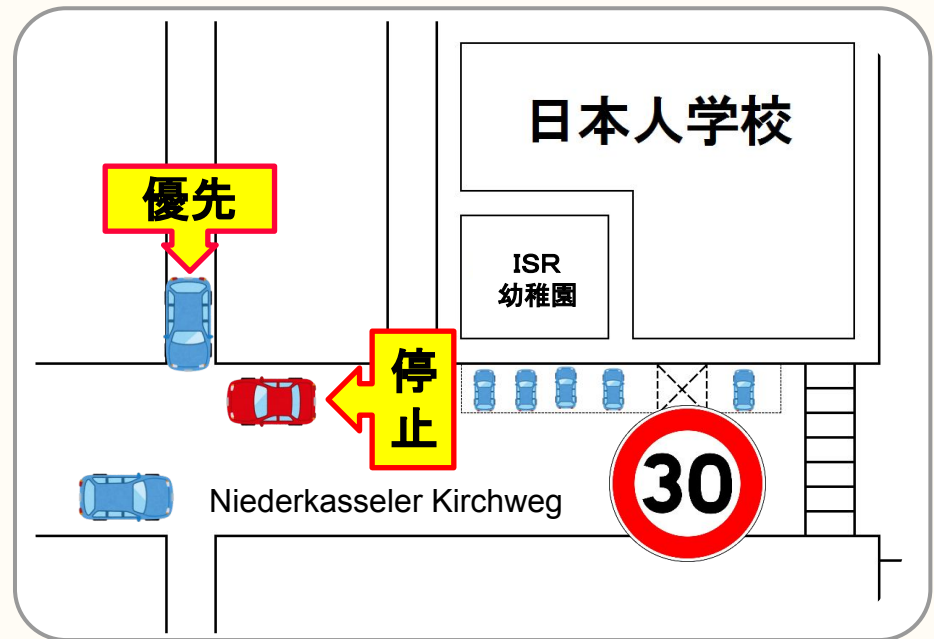 日本人学校
優先
ISR
幼稚園
停
止
30
Niederkasseler Kirchweg